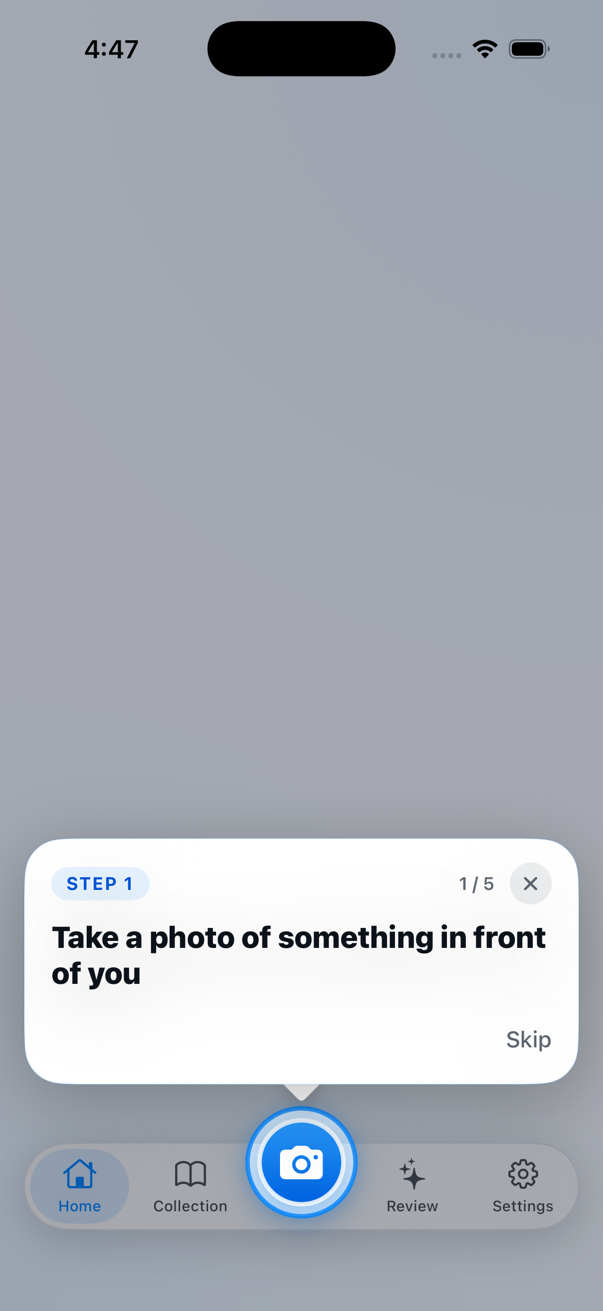 4:47
STEP 1
1 / 5
Take a photo of something in front
of you
Skip
Home
Collection
Review
Settings